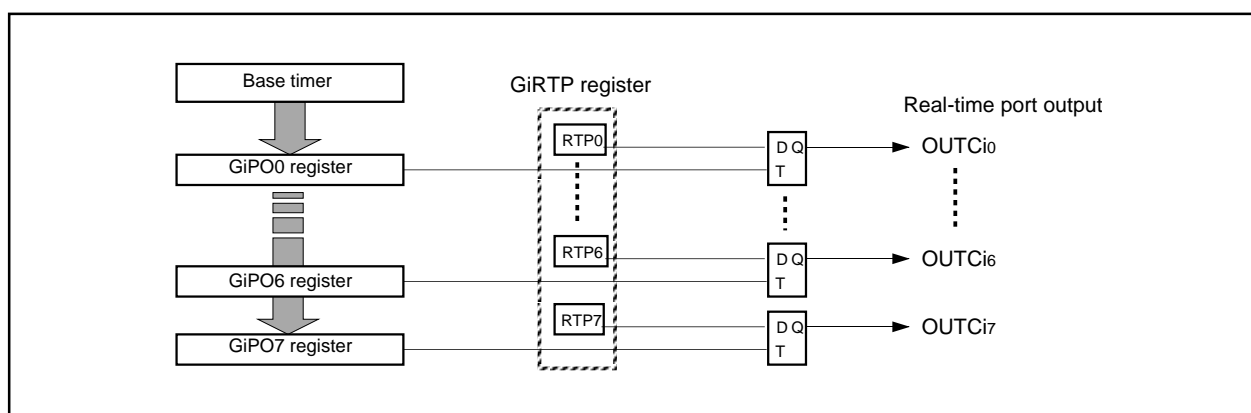 Base timer
GiRTP register
Real-time port output
RTP0
D Q
OUTCi0
GiPO0 register
T
RTP6
D Q
OUTCi6
GiPO6 register
T
RTP7
D Q
OUTCi7
GiPO7 register
T